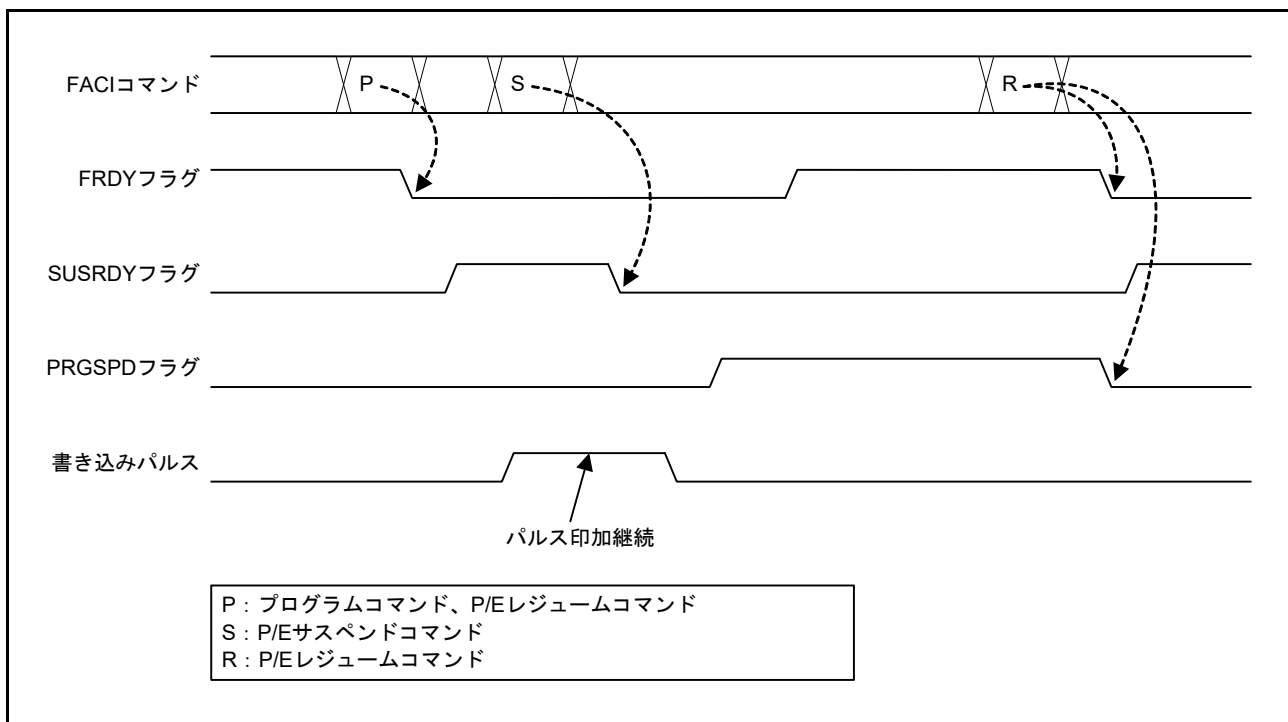 FACIコマンド
P
S
R
FRDYフラグ
SUSRDYフラグ
PRGSPDフラグ
書き込みパルス
パルス印加継続
P：プログラムコマンド、P/Eレジュームコマンド
S：P/Eサスペンドコマンド
R：P/Eレジュームコマンド